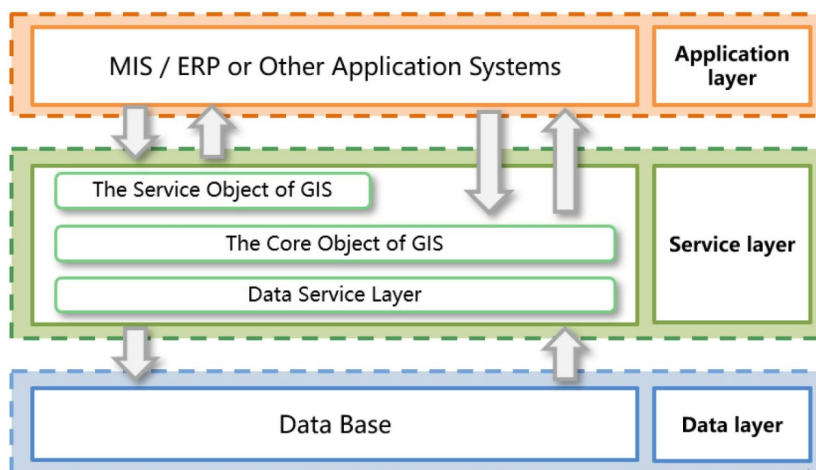 MIS / ERP or Other Application Systems
Application
layer
The Service Object of GIS
The Core Object of GIS
Data Service Layer
Service layer
Data Base
Data layer